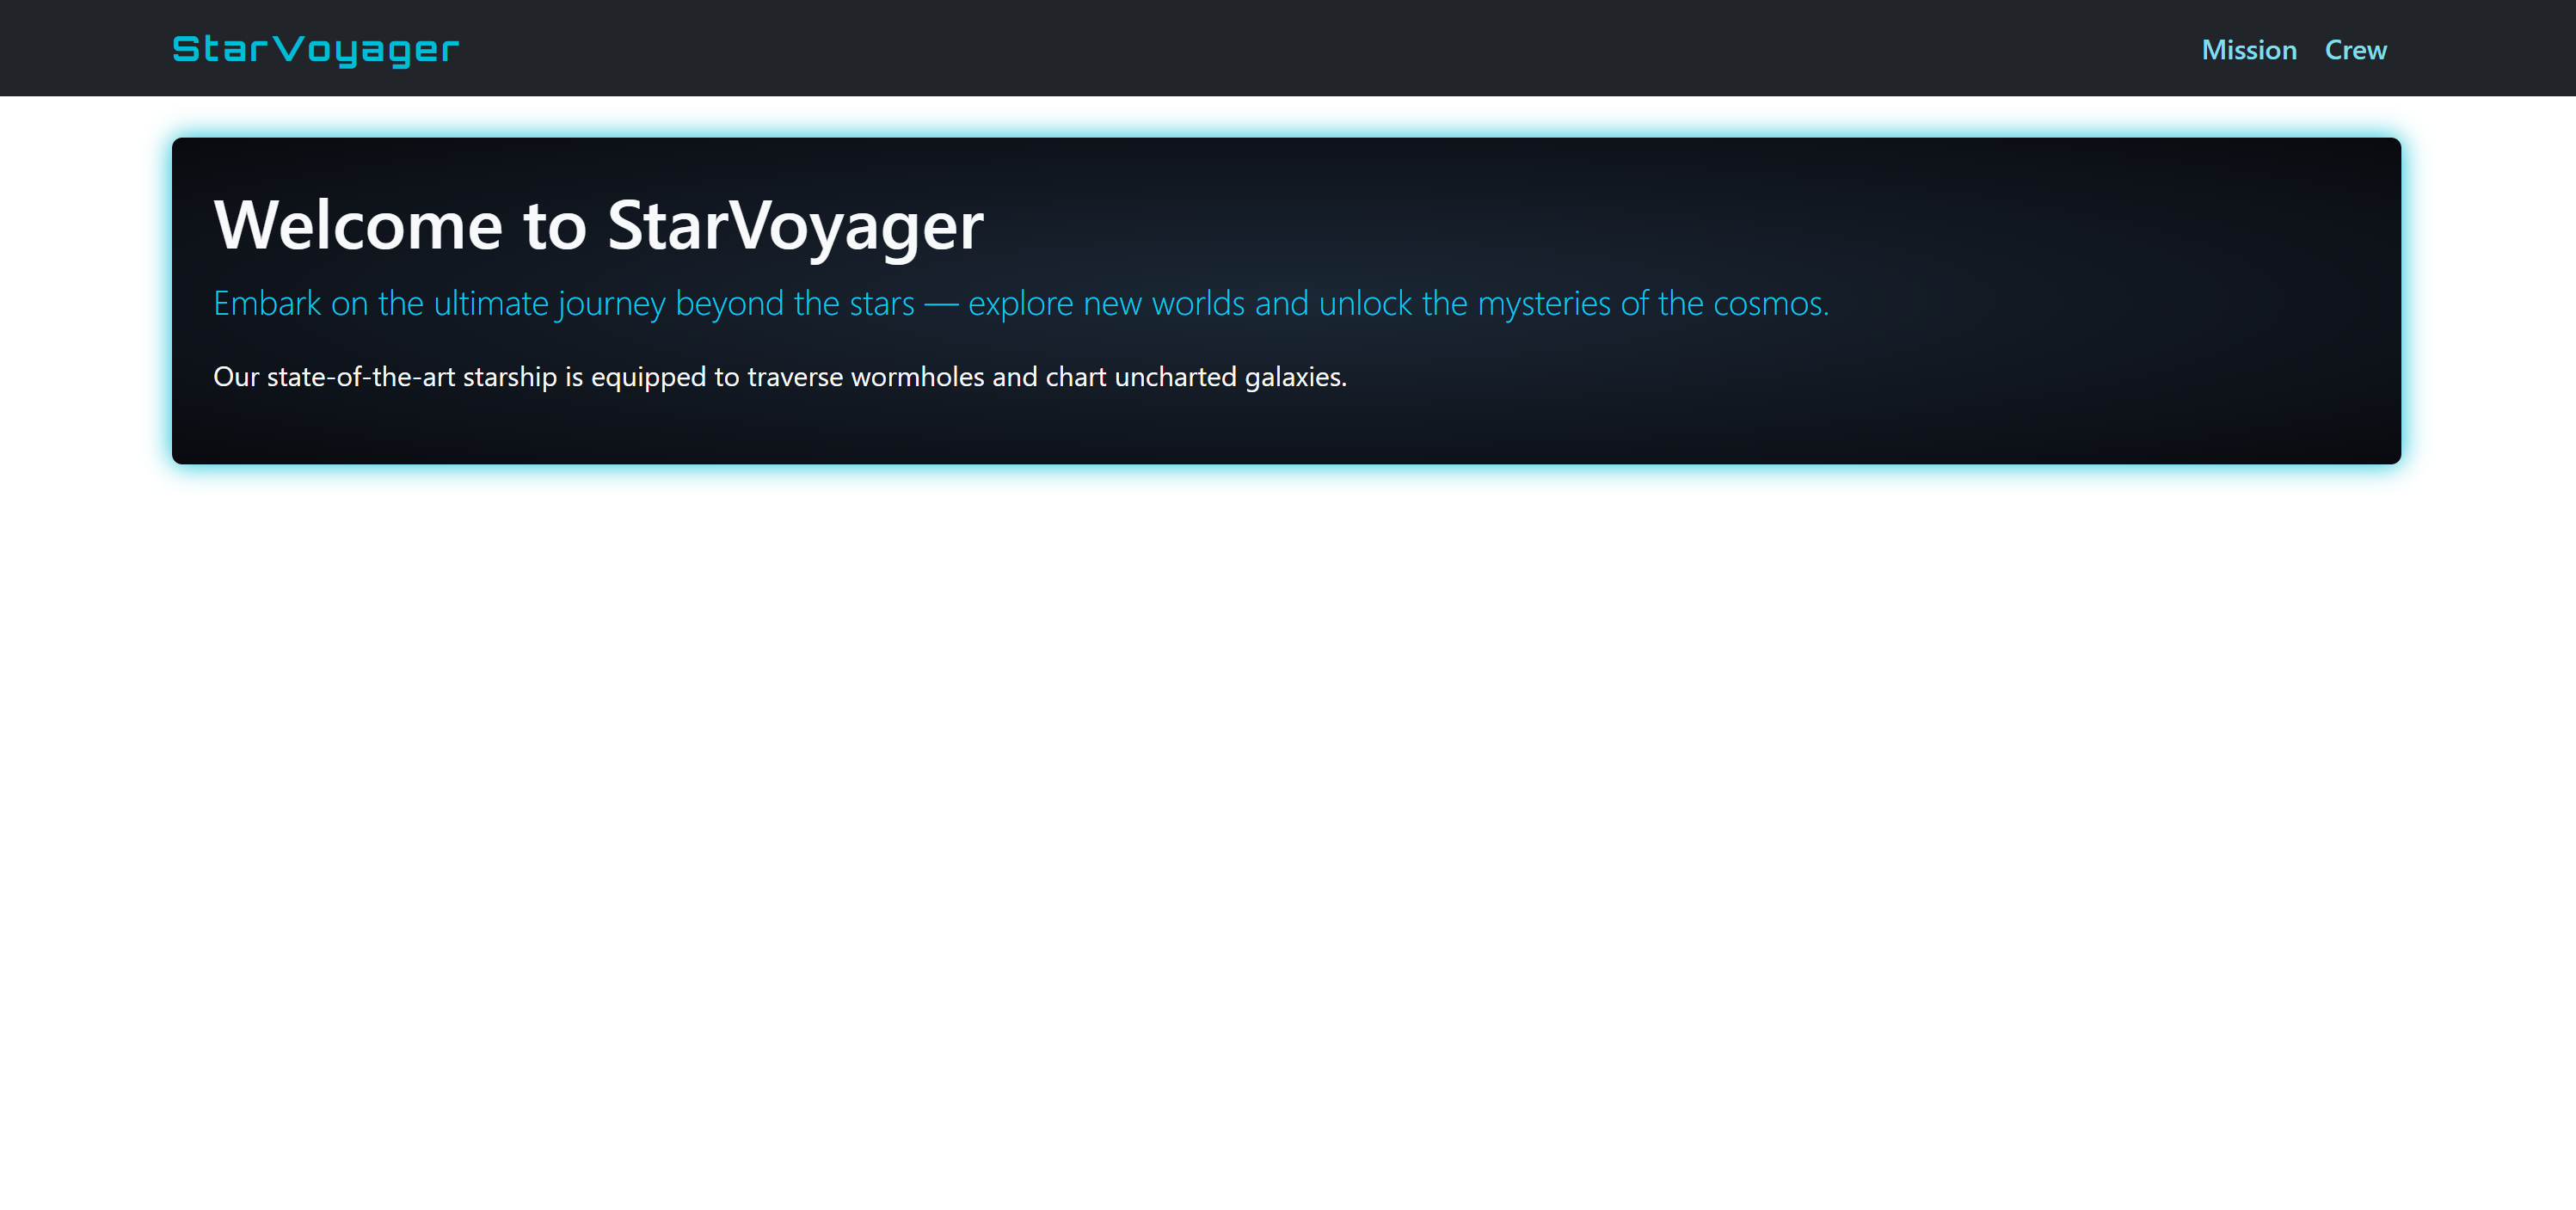 StarVoyager
Mission Crew
Welcome to StarVoyager
Embark on the ultimate journey beyond the stars — explore new worlds and unlock the mysteries of the cosmos.
Our state-of-the-art starship is equipped to traverse wormholes and chart uncharted galaxies.